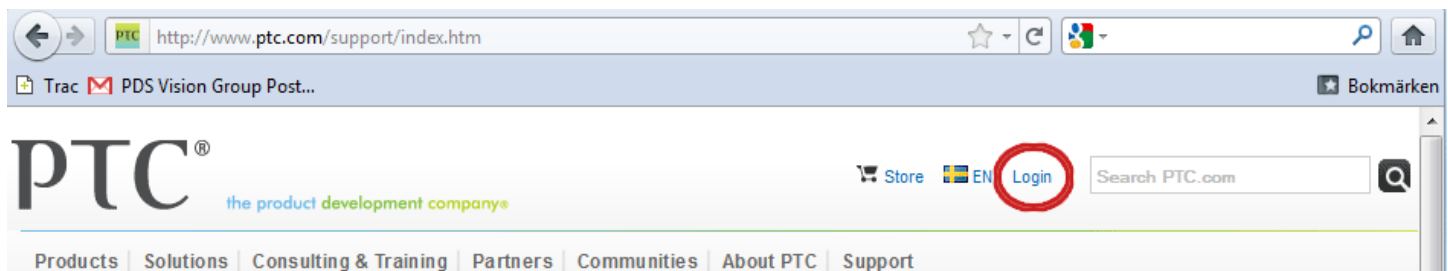 PTC http://www.ptc.com/support/index.htm
Trac PDS Vision Group Post... Bokmärken
PTC®
the product development company®
Store EN Login Search PTC.com
Products Solutions Consulting & Training Partners Communities About PTC Support